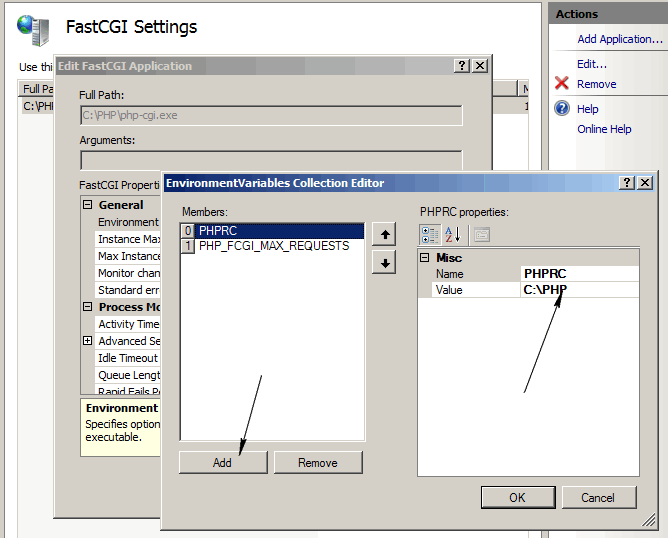 FastCGI Settings
Actions
Add Application...
Edit...
Remove
Help
Online Help
Use this
Full Pa
M
C:\PH
1
Edit FastCGI Application
Full Path:
C:\PHP\php-cgi.exe
Arguments:
FastCGI Properti
General
Environment
Instance Max
Max Instance
Monitor chan
Standard erro
Process Mo
Activity Time
Advanced Se
Idle Timeout
Queue Lengt
Rapid Fails Pe
Environment
Specifies option
executable.
EnvironmentVariables Collection Editor
Members:
0 PHPRC
1 PHP_FCGI_MAX_REQUESTS
Add
Remove
PHPRC properties:
Misc
Name PHPRC
Value C:\PHP
OK
Cancel